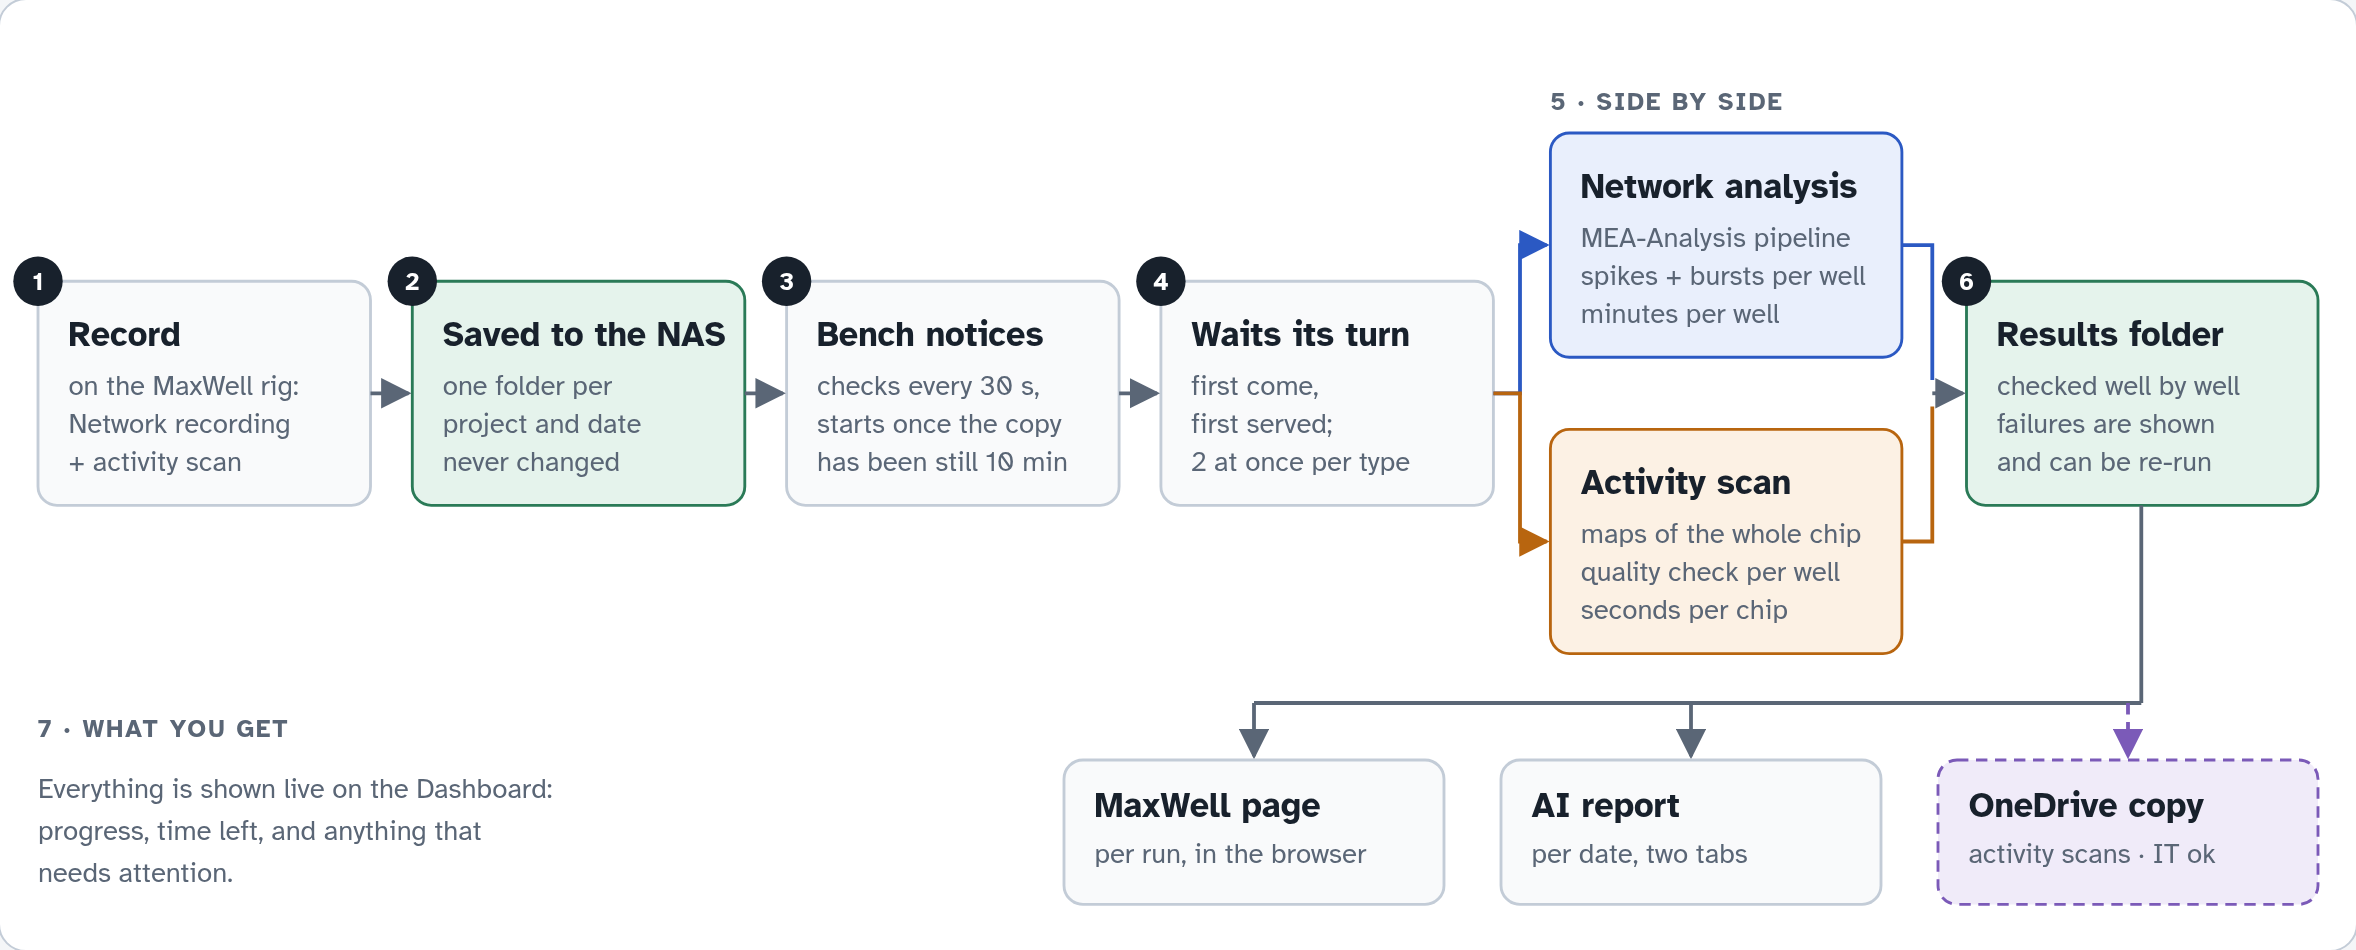 1
Record
on the MaxWell rig:
Network recording
+ activity scan
2
Saved to the NAS
one folder per
project and date
never changed
3
Bench notices
checks every 30 s,
starts once the copy
has been still 10 min
4
Waits its turn
first come,
first served;
2 at once per type
5 · SIDE BY SIDE
Network analysis
MEA-Analysis pipeline
spikes + bursts per well
minutes per well
Activity scan
maps of the whole chip
quality check per well
seconds per chip
6
Results folder
checked well by well
failures are shown
and can be re-run
7 · WHAT YOU GET
Everything is shown live on the Dashboard:
progress, time left, and anything that
needs attention.
MaxWell page
per run, in the browser
AI report
per date, two tabs
OneDrive copy
activity scans · IT ok